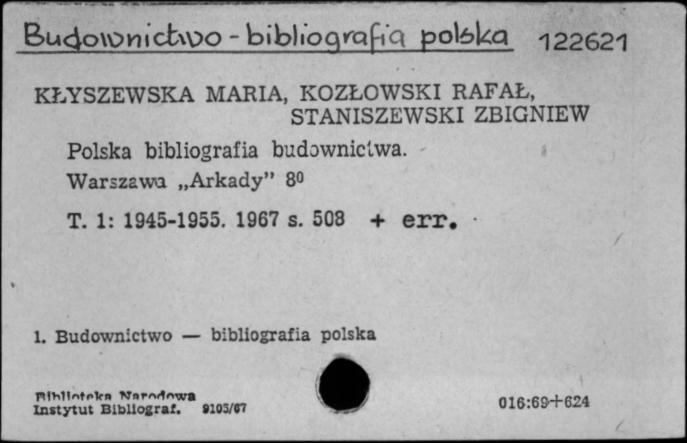 Budownictwo - bibliografia polska 122621
KŁYSZEWSKA MARIA, KOZŁOWSKI RAFAŁ,
STANISZEWSKI ZBIGNIEW
Polska bibliografia budownictwa.
Warszawa „Arkady” 8⁰
T. 1: 1945-1955. 1967 s. 508 + err.
1. Budownictwo — bibliografia polska
Biblioteka Narodowa
Instytut Bibliograf. 9105/67
016:69+624